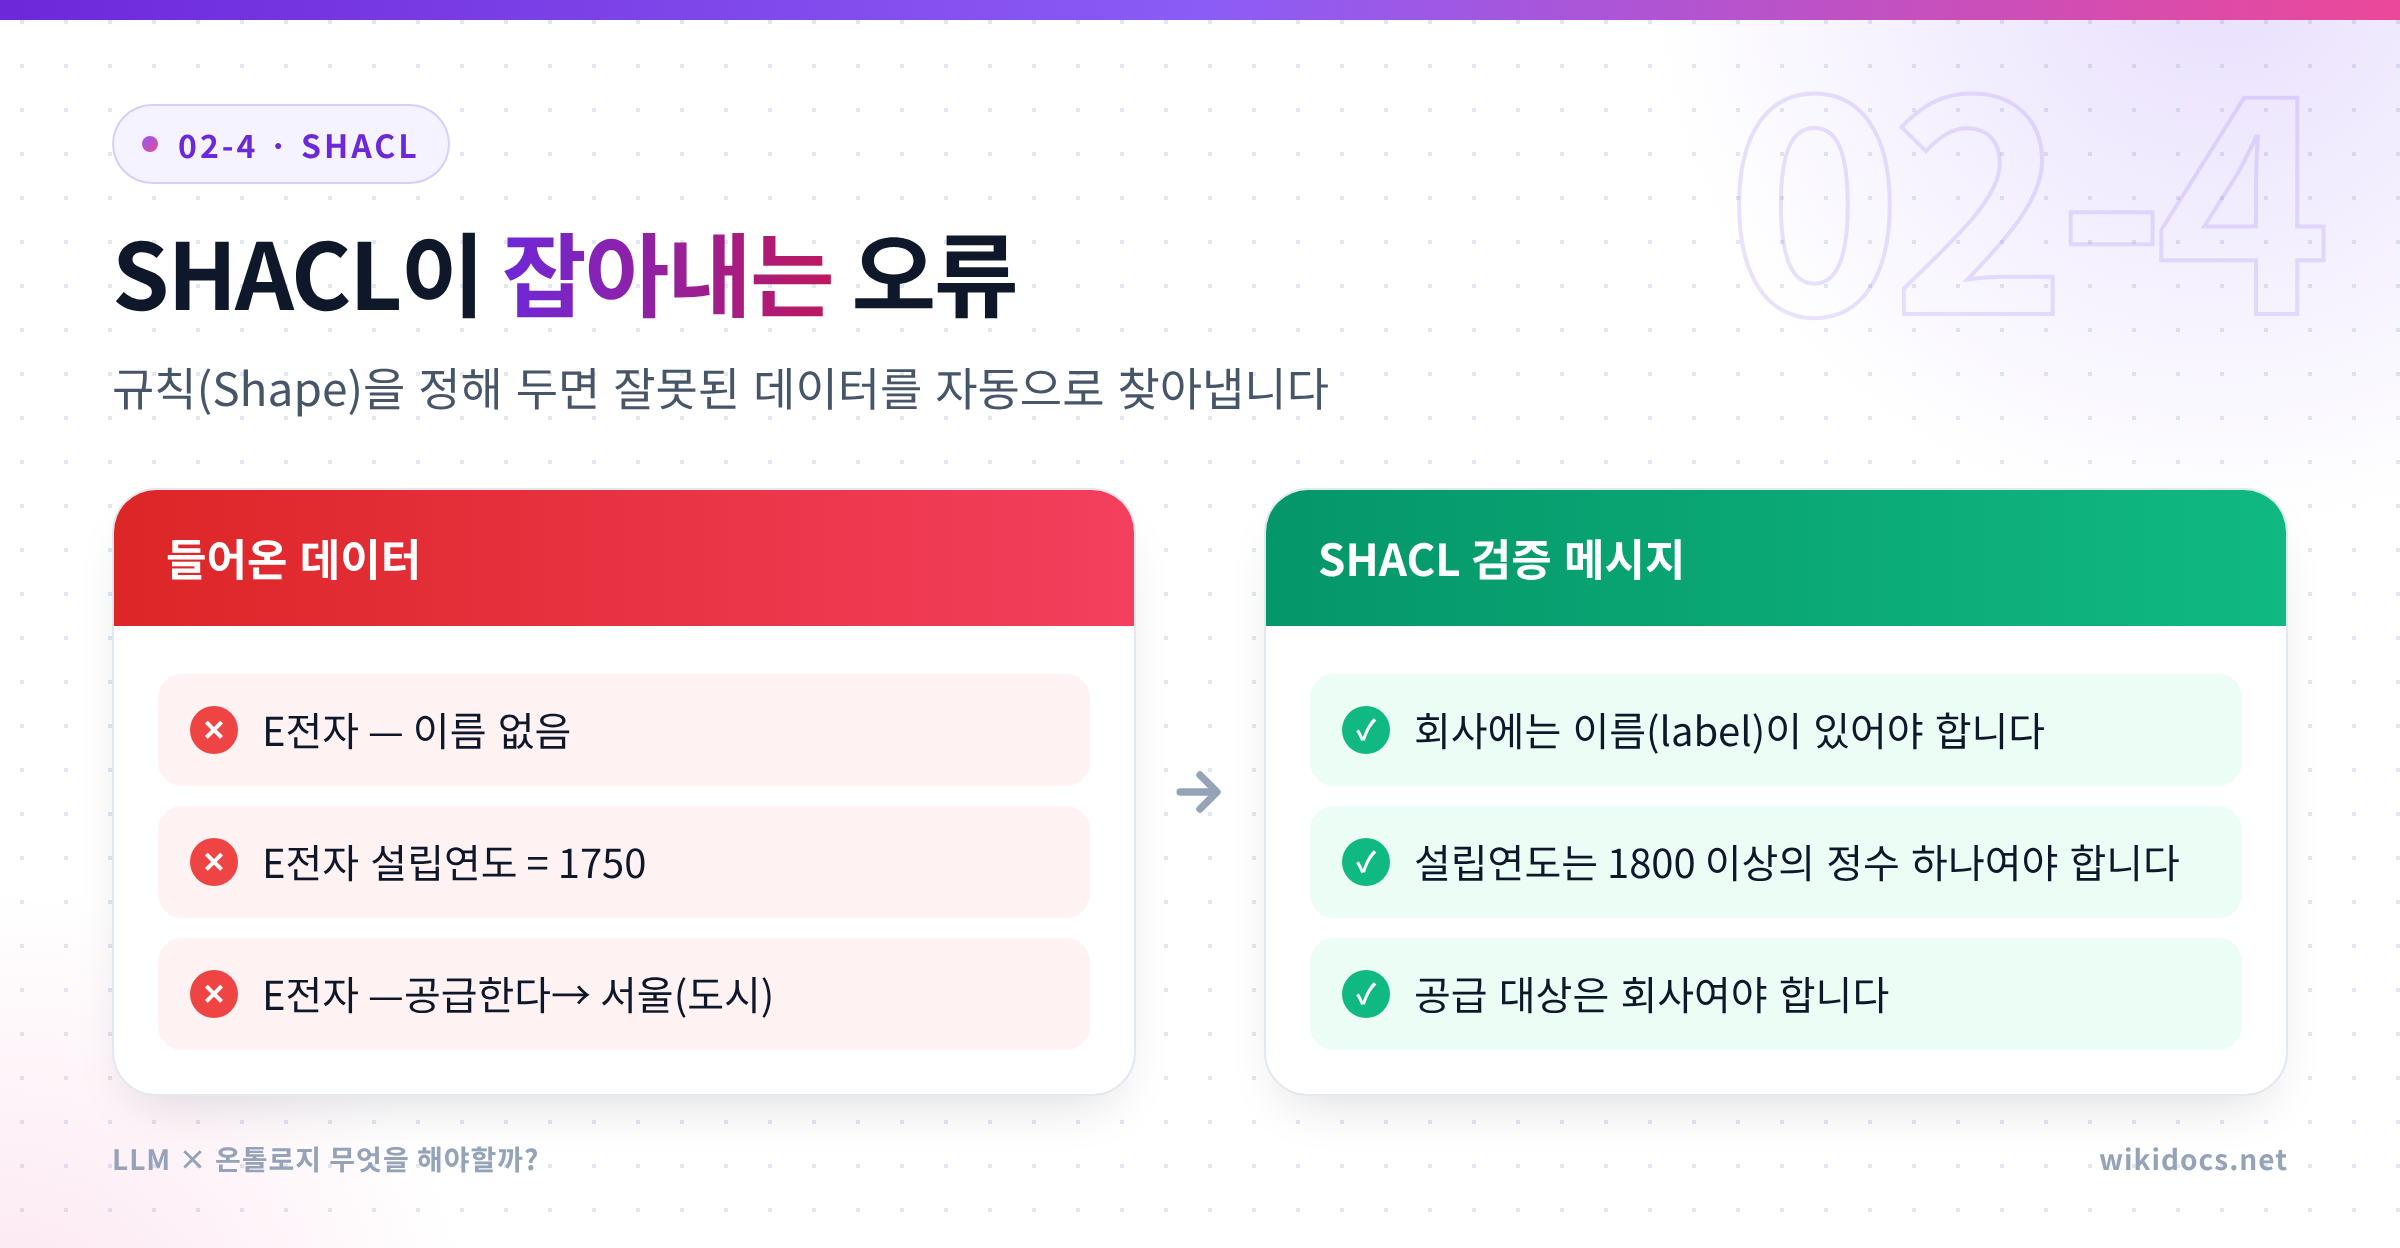 02-4 · SHACL
02-4
SHACL이 잡아내는 오류
규칙(Shape)을 정해 두면 잘못된 데이터를 자동으로 찾아냅니다
들어온 데이터
✕ E전자 — 이름 없음
✕ E전자 설립연도 = 1750
✕ E전자 —공급한다→ 서울(도시)
→
SHACL 검증 메시지
✓ 회사에는 이름(label)이 있어야 합니다
✓ 설립연도는 1800 이상의 정수 하나여야 합니다
✓ 공급 대상은 회사여야 합니다
LLM × 온톨로지 무엇을 해야할까?
wikidocs.net